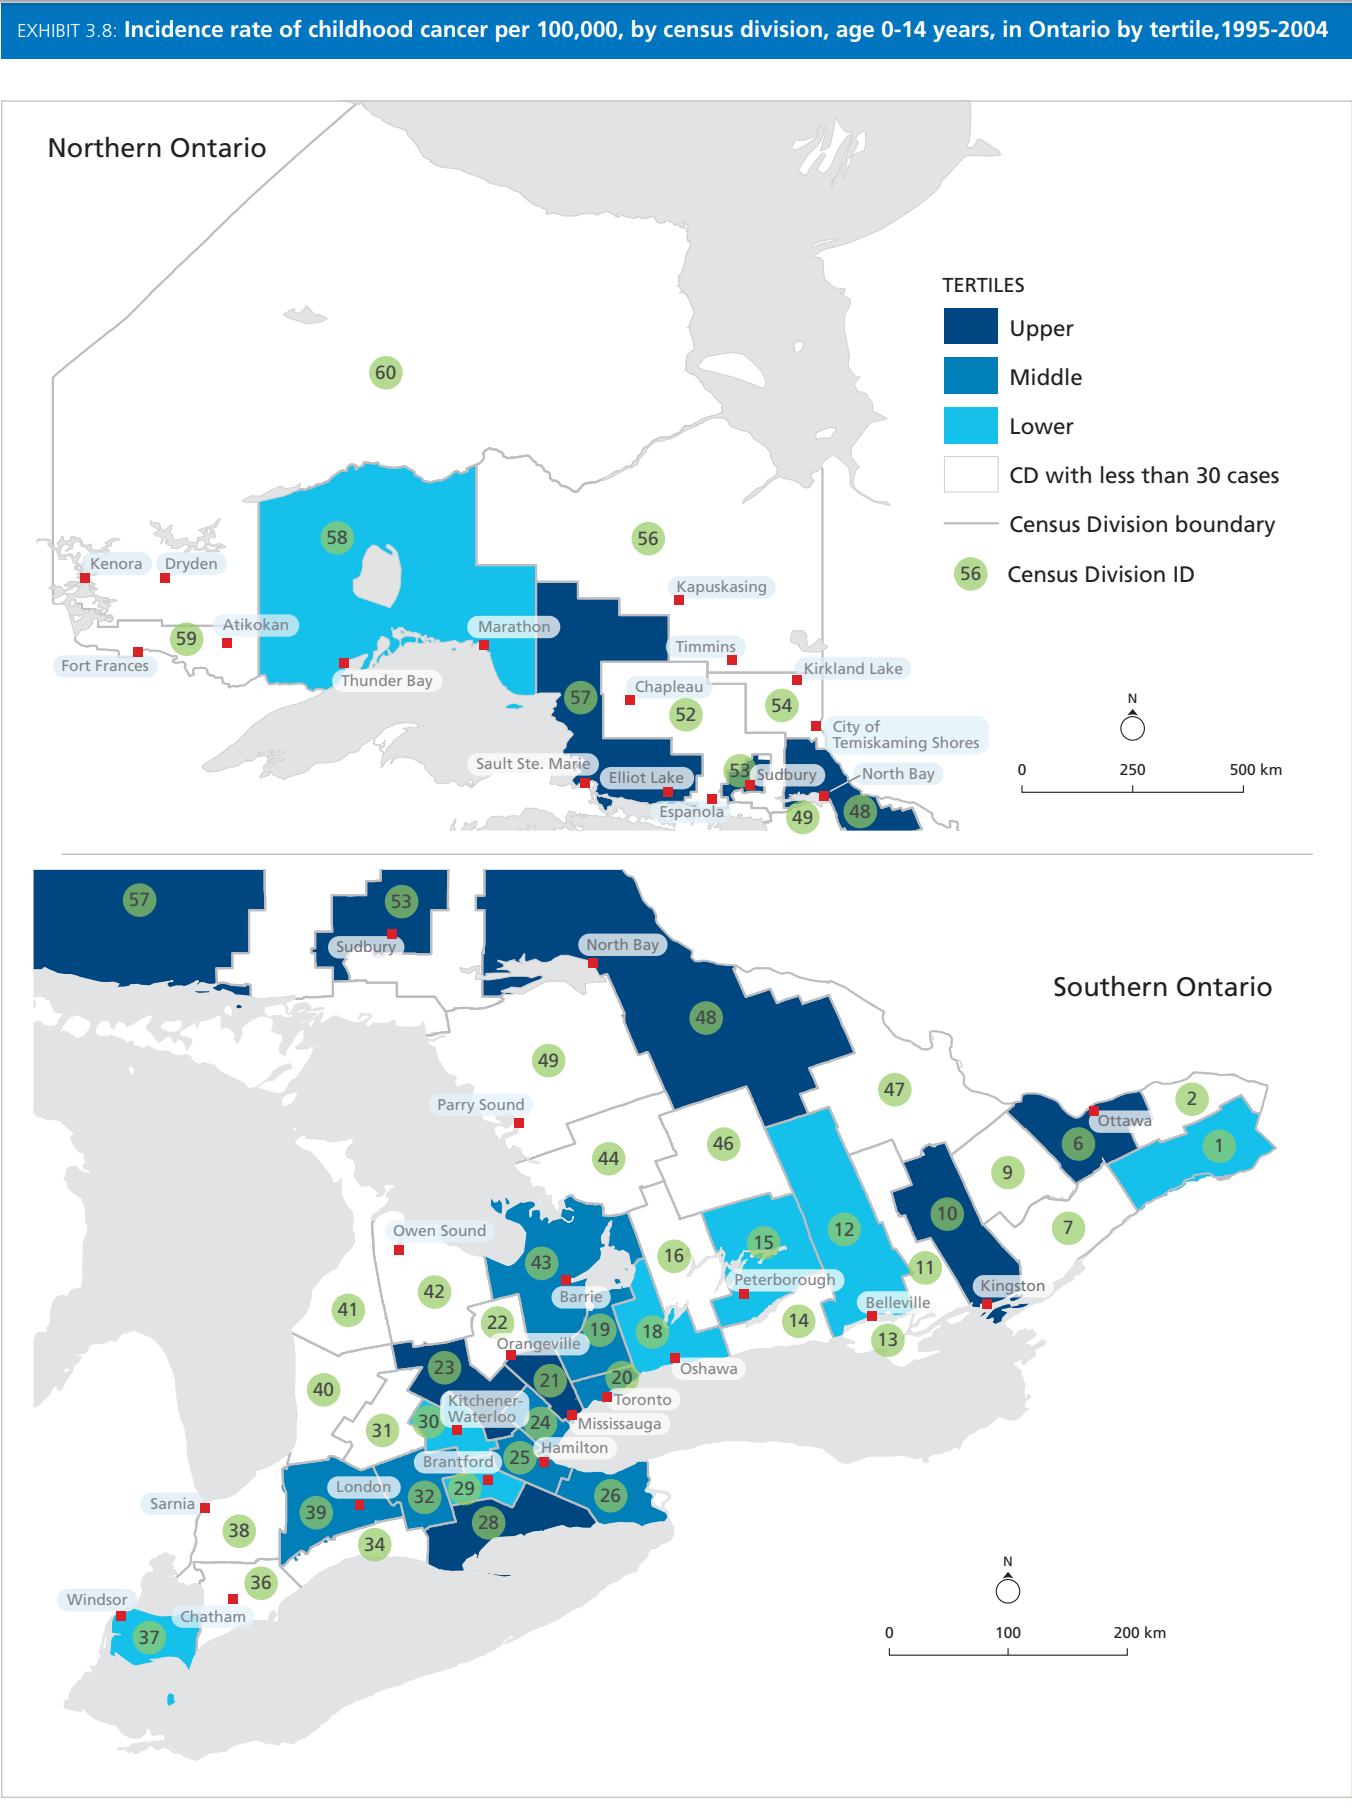 EXHIBIT 3.8: Incidence rate of childhood cancer per 100,000, by census division, age 0-14 years, in Ontario by tertile,1995-2004
Northern Ontario
TERTILES
Upper
Middle
Lower
CD with less than 30 cases
Census Division boundary
56
Census Division ID
60
58
56
Kenora
Dryden
Kapuskasing
Atikokan
59
Marathon
Fort Frances
Timmins
Thunder Bay
Kirkland Lake
Chapleau
57
52
54
City of
Temiskaming Shores
Sault Ste. Marie
Elliot Lake
53
Sudbury
North Bay
Espanola
49
48
N
0
250
500 km
57
53
Sudbury
North Bay
Southern Ontario
48
49
47
Parry Sound
2
Ottawa
6
1
46
44
9
10
7
12
Owen Sound
15
16
43
11
Peterborough
Kingston
42
Barrie
Belleville
41
22
14
19
18
13
Orangeville
23
Oshawa
21
20
40
Kitchener-
Waterloo
Toronto
30
24
Mississauga
31
Hamilton
25
Brantford
London
29
32
26
Sarnia
39
28
38
34
36
Windsor
Chatham
37
N
0
100
200 km